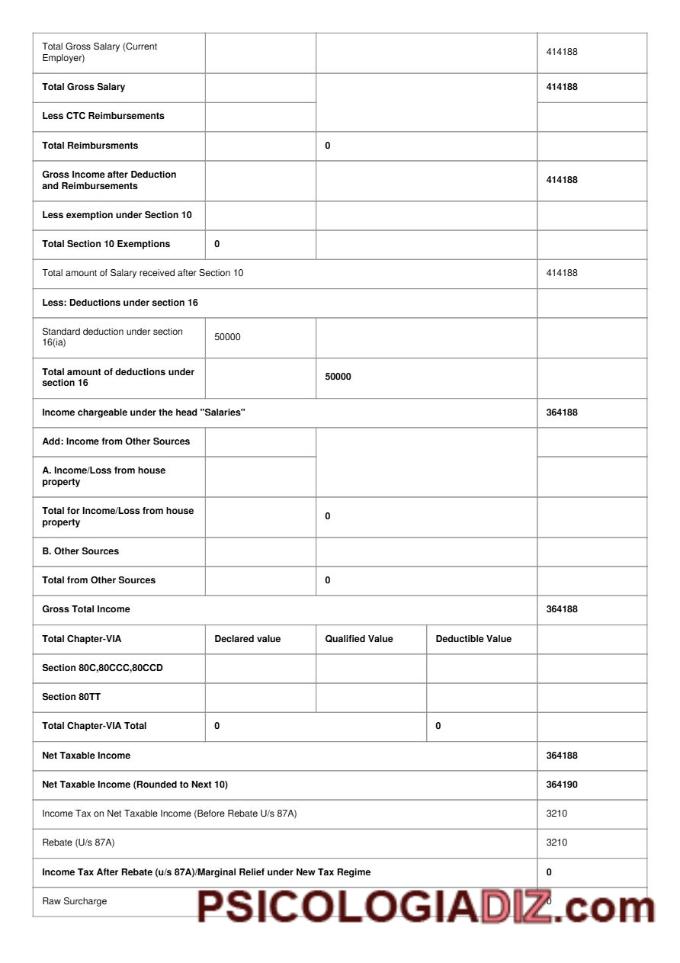 Total Gross Salary (Current
Employer)
414188
Total Gross Salary
414188
Less CTC Reimbursements
Total Reimbursments
0
Gross Income after Deduction
and Reimbursements
414188
Less exemption under Section 10
Total Section 10 Exemptions
0
Total amount of Salary received after Section 10
414188
Less: Deductions under section 16
Standard deduction under section
16(ia)
50000
Total amount of deductions under
section 16
50000
Income chargeable under the head "Salaries"
364188
Add: Income from Other Sources
A. Income/Loss from house
property
Total for Income/Loss from house
property
0
B. Other Sources
Total from Other Sources
0
Gross Total Income
364188
Total Chapter-VIA
Declared value
Qualified Value
Deductible Value
Section 80C,80CCC,80CCD
Section 80TT
Total Chapter-VIA Total
0
0
Net Taxable Income
364188
Net Taxable Income (Rounded to Next 10)
364190
Income Tax on Net Taxable Income (Before Rebate U/s 87A)
3210
Rebate (U/s 87A)
3210
Income Tax After Rebate (u/s 87A)/Marginal Relief under New Tax Regime
0
Raw Surcharge
0
PSICOLOGIADIZ.com